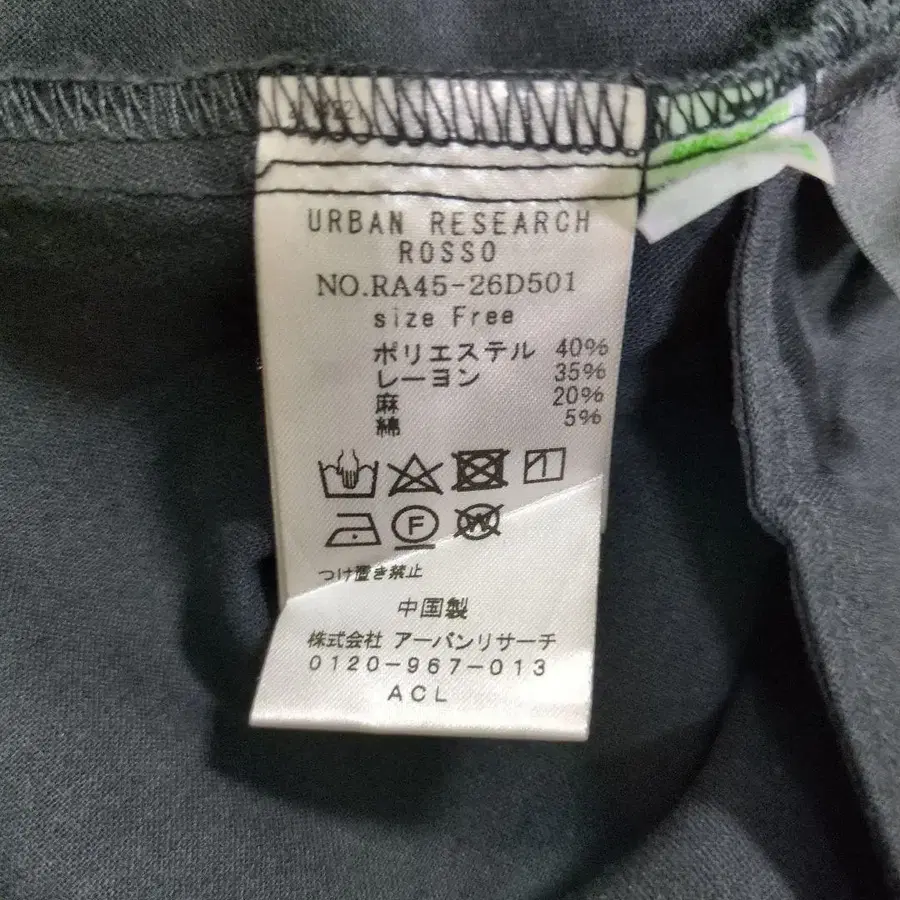 URBAN RESEARCH
ROSSO
NO.RA45-26D501
size Free
ポリエステル 40%
レーヨン 35%
麻 20%
綿 5%
F W
つけ置き禁止
中国製
株式会社 アーバンリサーチ
0120-967-013
ACL